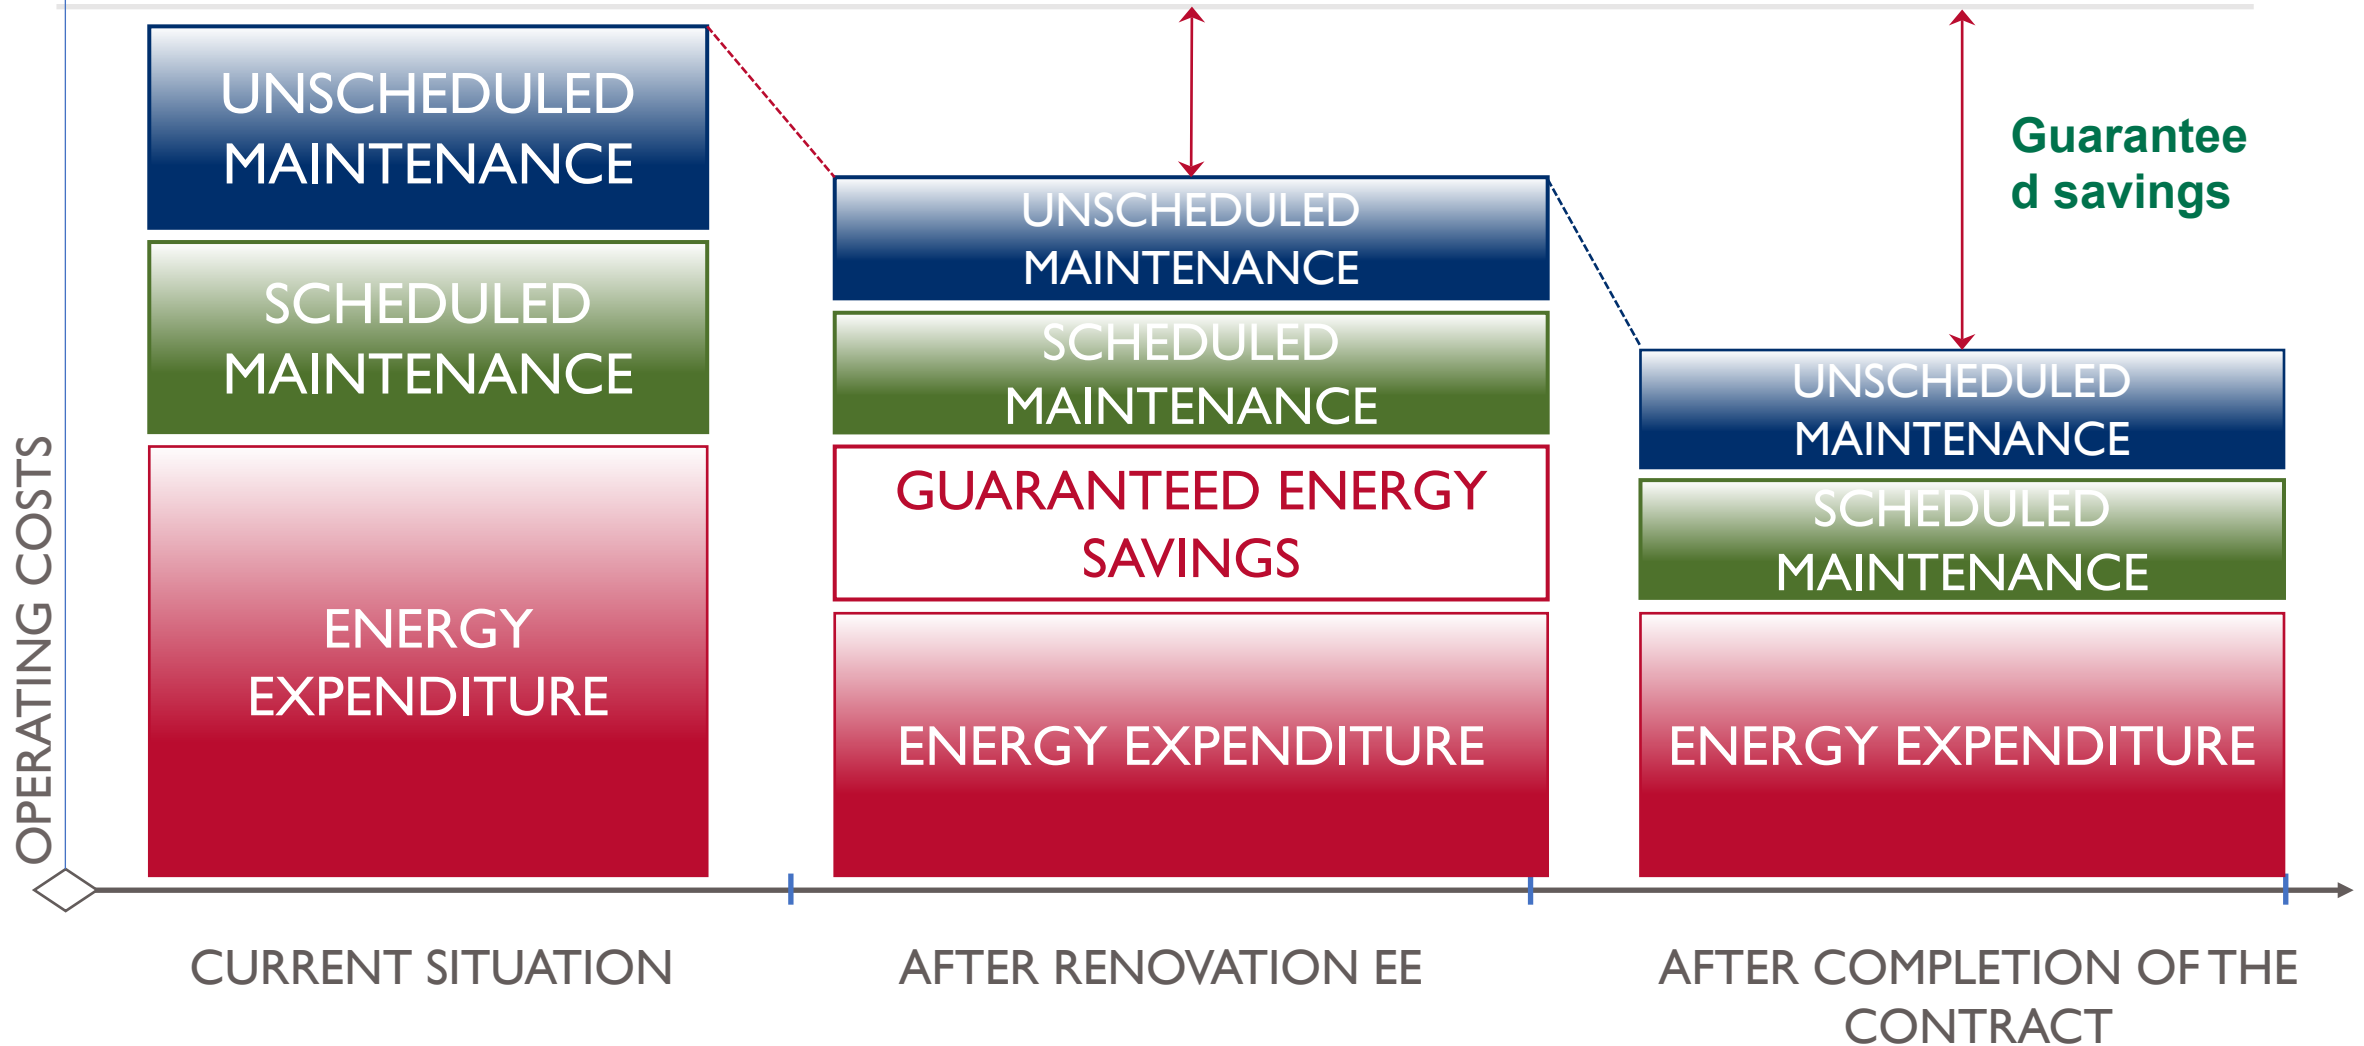 OPERATING COSTS
UNSCHEDULED
MAINTENANCE
SCHEDULED
MAINTENANCE
ENERGY
EXPENDITURE
UNSCHEDULED
MAINTENANCE
SCHEDULED
MAINTENANCE
GUARANTEED ENERGY
SAVINGS
ENERGY EXPENDITURE
Guarantee
d savings
UNSCHEDULED
MAINTENANCE
SCHEDULED
MAINTENANCE
ENERGY EXPENDITURE
CURRENT SITUATION
AFTER RENOVATION EE
AFTER COMPLETION OF THE
CONTRACT